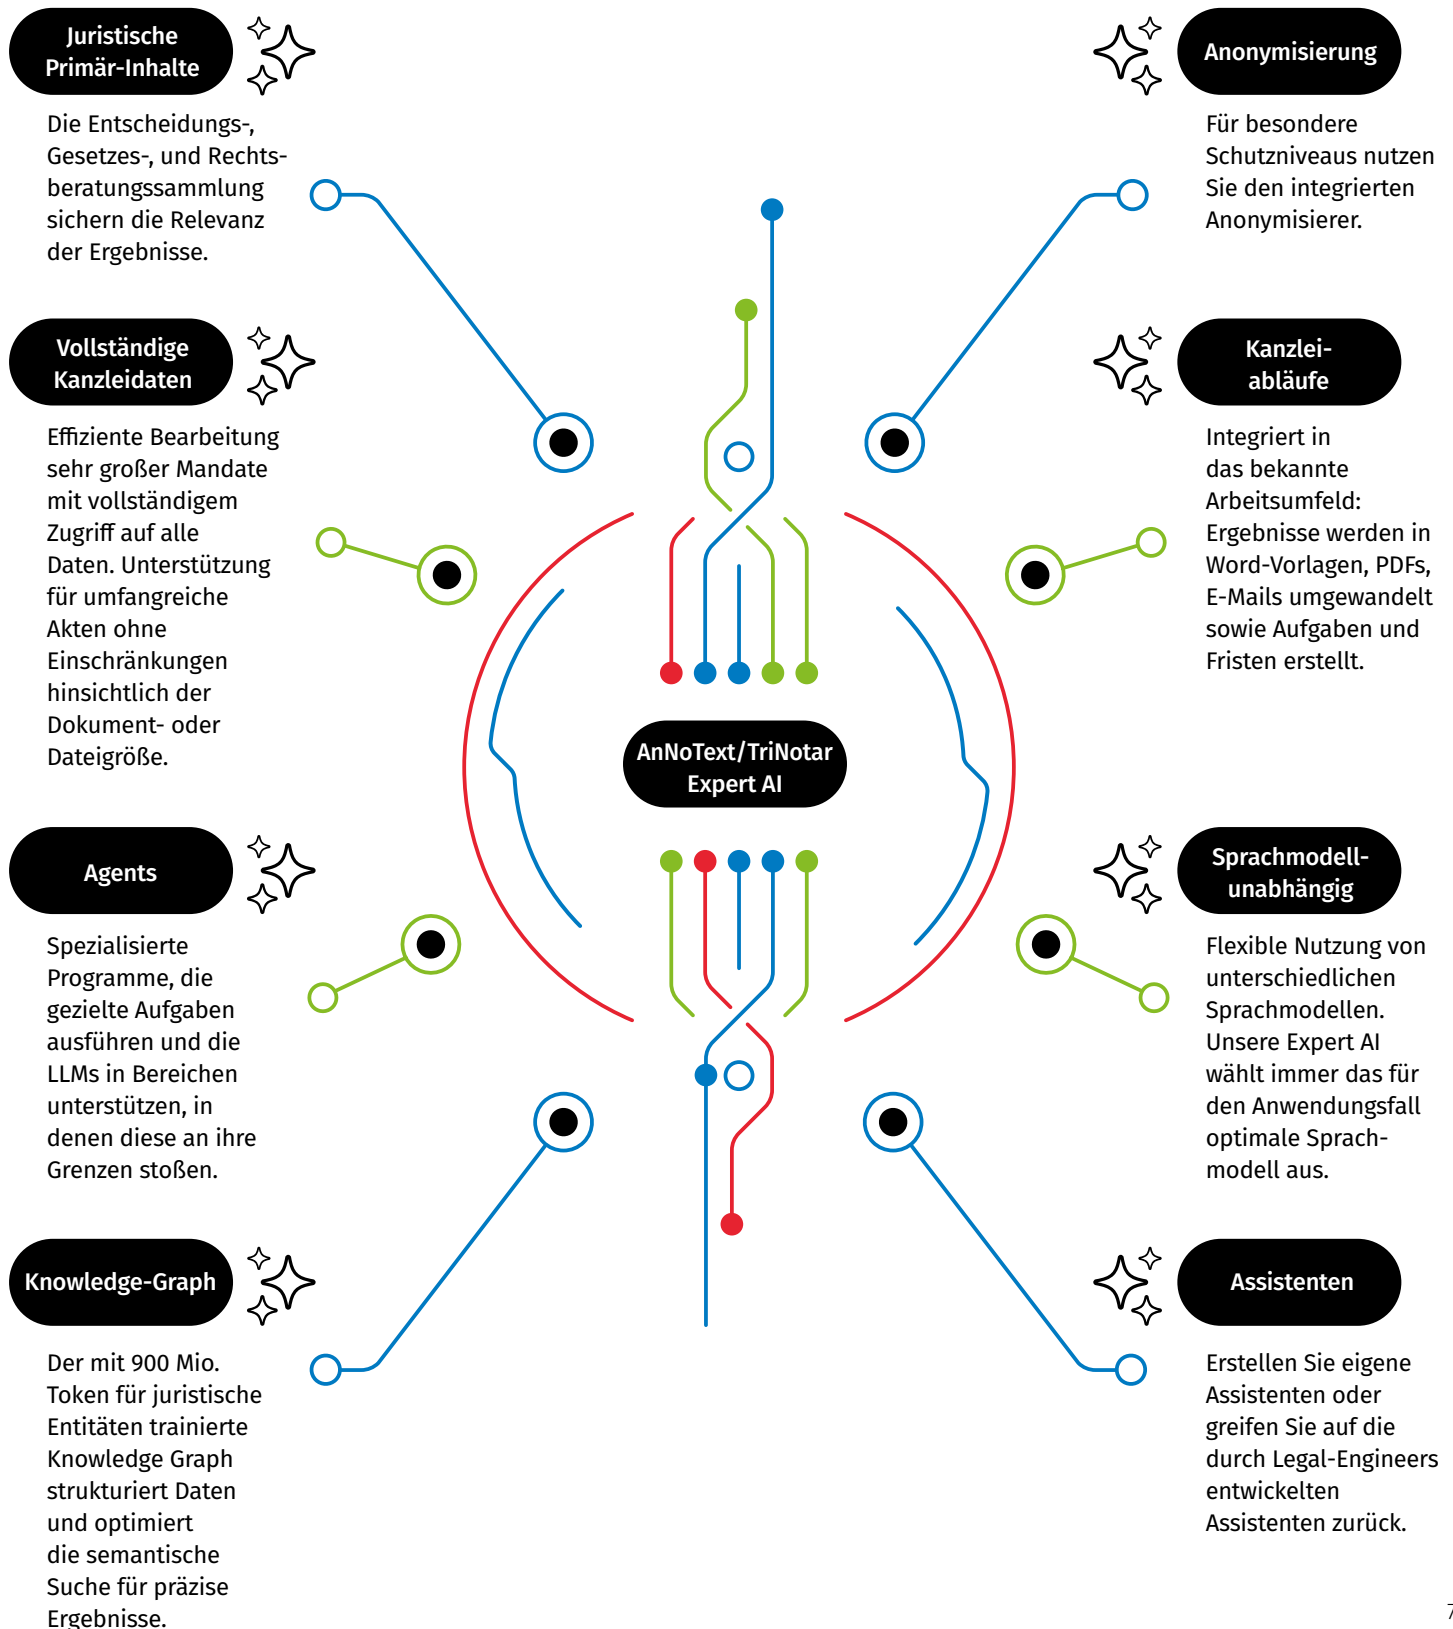 Juristische
Primär-Inhalte
Die Entscheidungs-,
Gesetzes-, und Rechts-
beratungssammlung
sichern die Relevanz
der Ergebnisse.
Vollständige
Kanzleidaten
Effiziente Bearbeitung
sehr großer Mandate
mit vollständigem
Zugriff auf alle
Daten. Unterstützung
für umfangreiche
Akten ohne
Einschränkungen
hinsichtlich der
Dokument- oder
Dateigröße.
Agents
Spezialisierte
Programme, die
gezielte Aufgaben
ausführen und die
LLMs in Bereichen
unterstützen, in
denen diese an ihre
Grenzen stoßen.
Knowledge-Graph
Der mit 900 Mio.
Token für juristische
Entitäten trainierte
Knowledge Graph
strukturiert Daten
und optimiert
die semantische
Suche für präzise
Ergebnisse.
AnNoText/TriNotar
Expert AI
Anonymisierung
Für besondere
Schutzniveaus nutzen
Sie den integrierten
Anonymisierer.
Kanzlei-
abläufe
Integriert in
das bekannte
Arbeitsumfeld:
Ergebnisse werden in
Word-Vorlagen, PDFs,
E-Mails umgewandelt
sowie Aufgaben und
Fristen erstellt.
Sprachmodell-
unabhängig
Flexible Nutzung von
unterschiedlichen
Sprachmodellen.
Unsere Expert AI
wählt immer das für
den Anwendungsfall
optimale Sprach-
modell aus.
Assistenten
Erstellen Sie eigene
Assistenten oder
greifen Sie auf die
durch Legal-Engineers
entwickelten
Assistenten zurück.
7